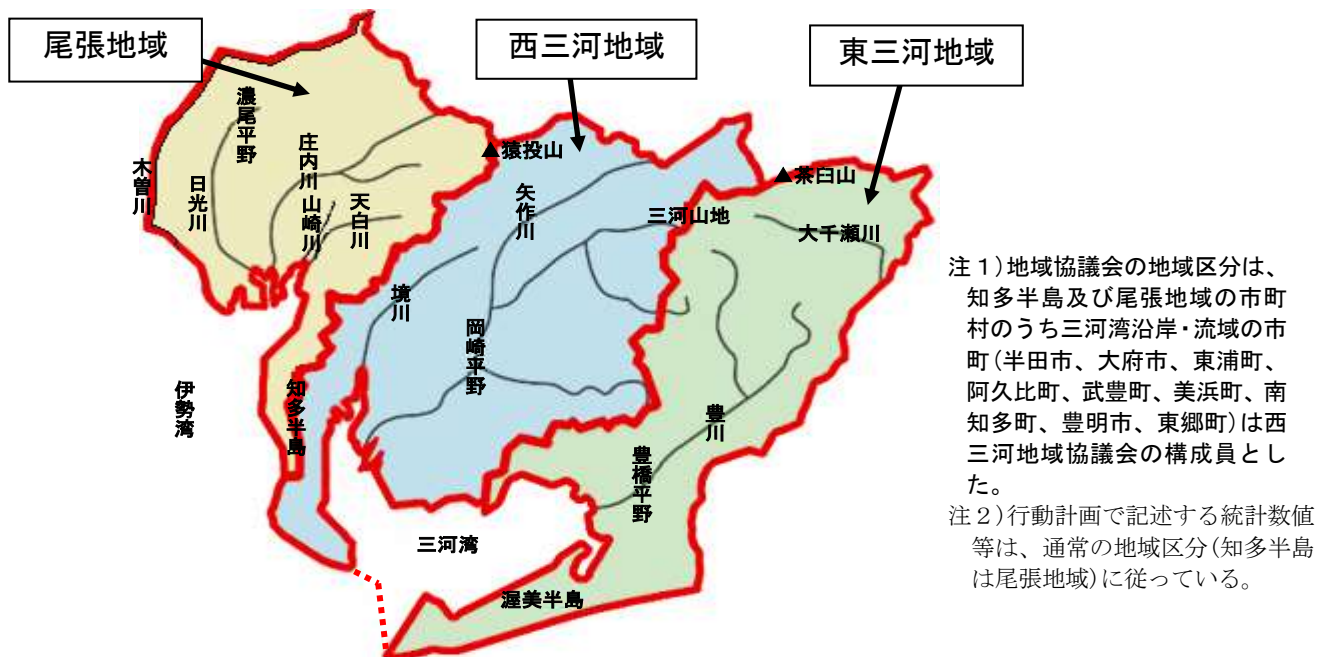 尾張地域
西三河地域
東三河地域
濃尾平野
木曽川
日光川
庄内川
山崎川
天白川
▲猿投山
矢作川
▲茶臼山
三河山地
大千瀬川
境川
岡崎平野
伊勢湾
知多半島
豊川
豊橋平野
三河湾
渥美半島
注1)地域協議会の地域区分は、
知多半島及び尾張地域の市町
村のうち三河湾沿岸・流域の市
町(半田市、大府市、東浦町、
阿久比町、武豊町、美浜町、南
知多町、豊明市、東郷町)は西
三河地域協議会の構成員とし
た。
注2)行動計画で記述する統計数値
等は、通常の地域区分(知多半島
は尾張地域)に従っている。